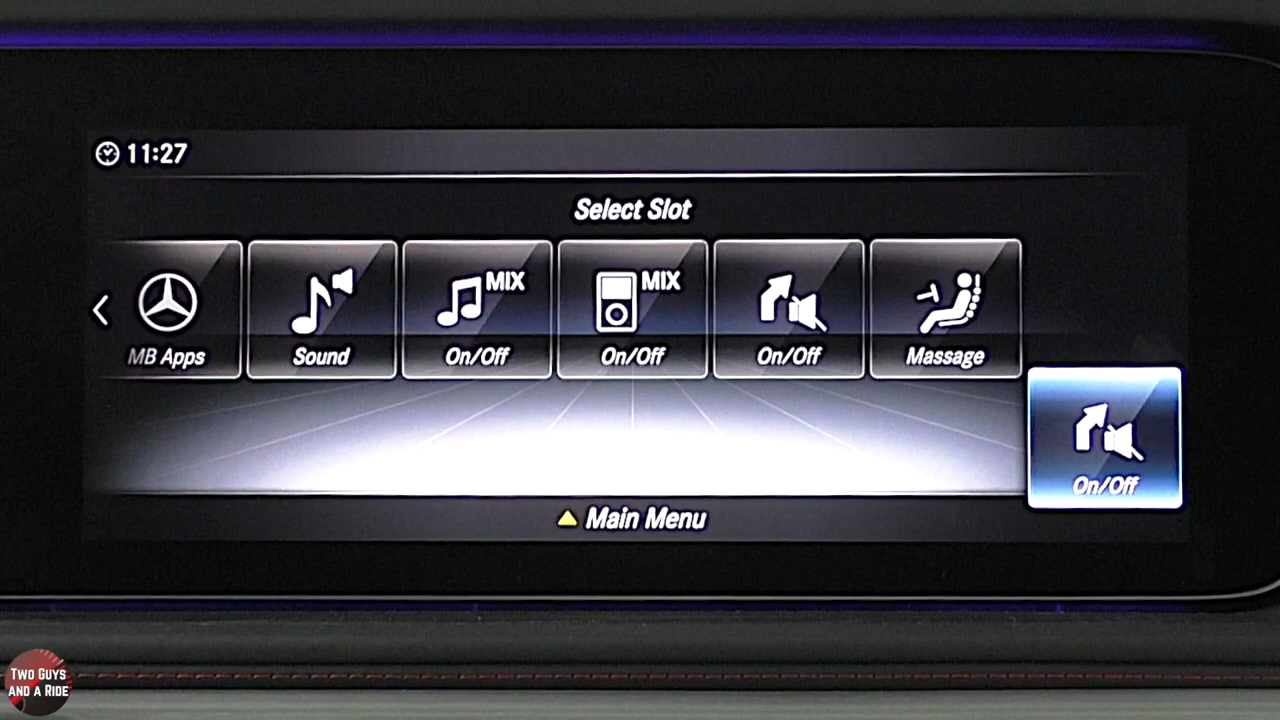 11:27
Select Slot
MB Apps
Sound
MIX
On/Off
MIX
On/Off
On/Off
Massage
On/Off
Main Menu
TWO GUYS
AND A RIDE